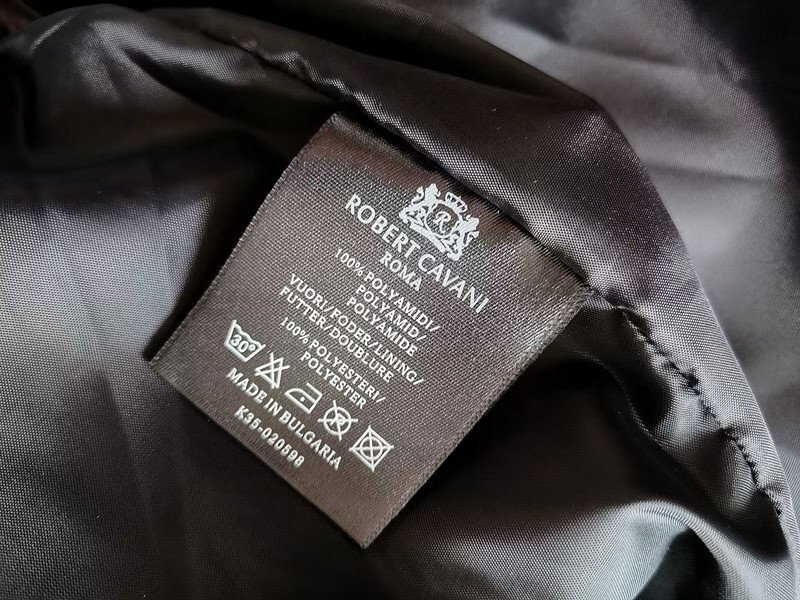 R
ROBERT CAVANI
ROMA
100% POLYAMIDI/
POLYAMID/
POLYAMIDE
VUORI/FODER/LINING/
FUTTER/DOUBLURE
100% POLYESTERI/
POLYESTER
30°
MADE IN BULGARIA
K35-020598